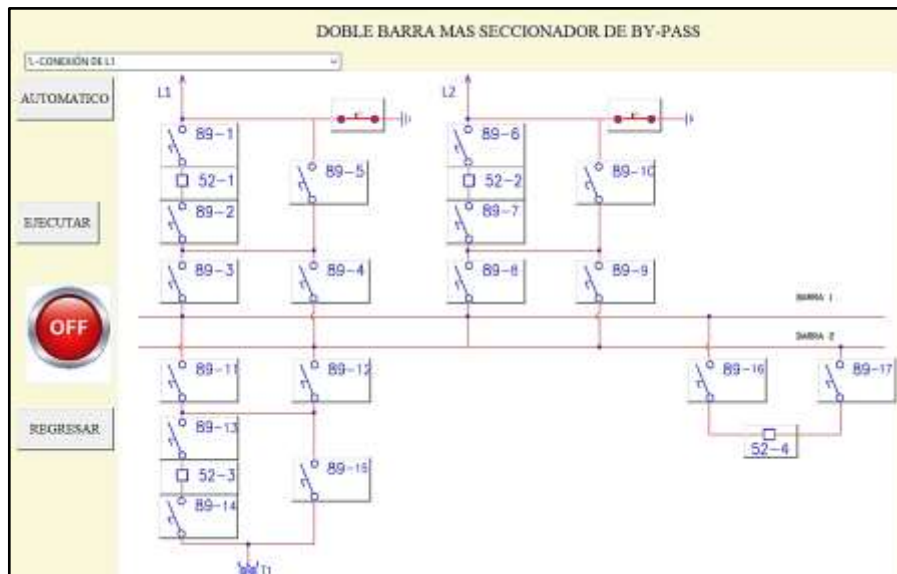 DOBLE BARRA MAS SECCIONADOR DE BY-PASS
1.-CONEXIÓN DE L1
AUTOMATICO
EJECUTAR
OFF
REGRESAR
L1
L2
89-1
89-6
52-1
89-5
52-2
89-10
89-2
89-7
89-3
89-4
89-8
89-9
BARRA 1
BARRA 2
89-11
89-12
89-16
89-17
89-13
52-4
52-3
89-15
89-14
T1